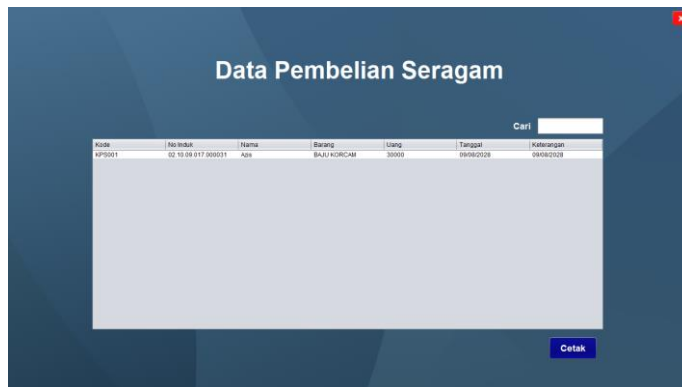 Data Pembelian Seragam
Cari
Kode No Induk Nama Barang Uang Tanggal Keterangan
KPS001 02.10.09.017.000031 Azis BAJU KORCAM 30000 09/08/2028 09/08/2028
Cetak